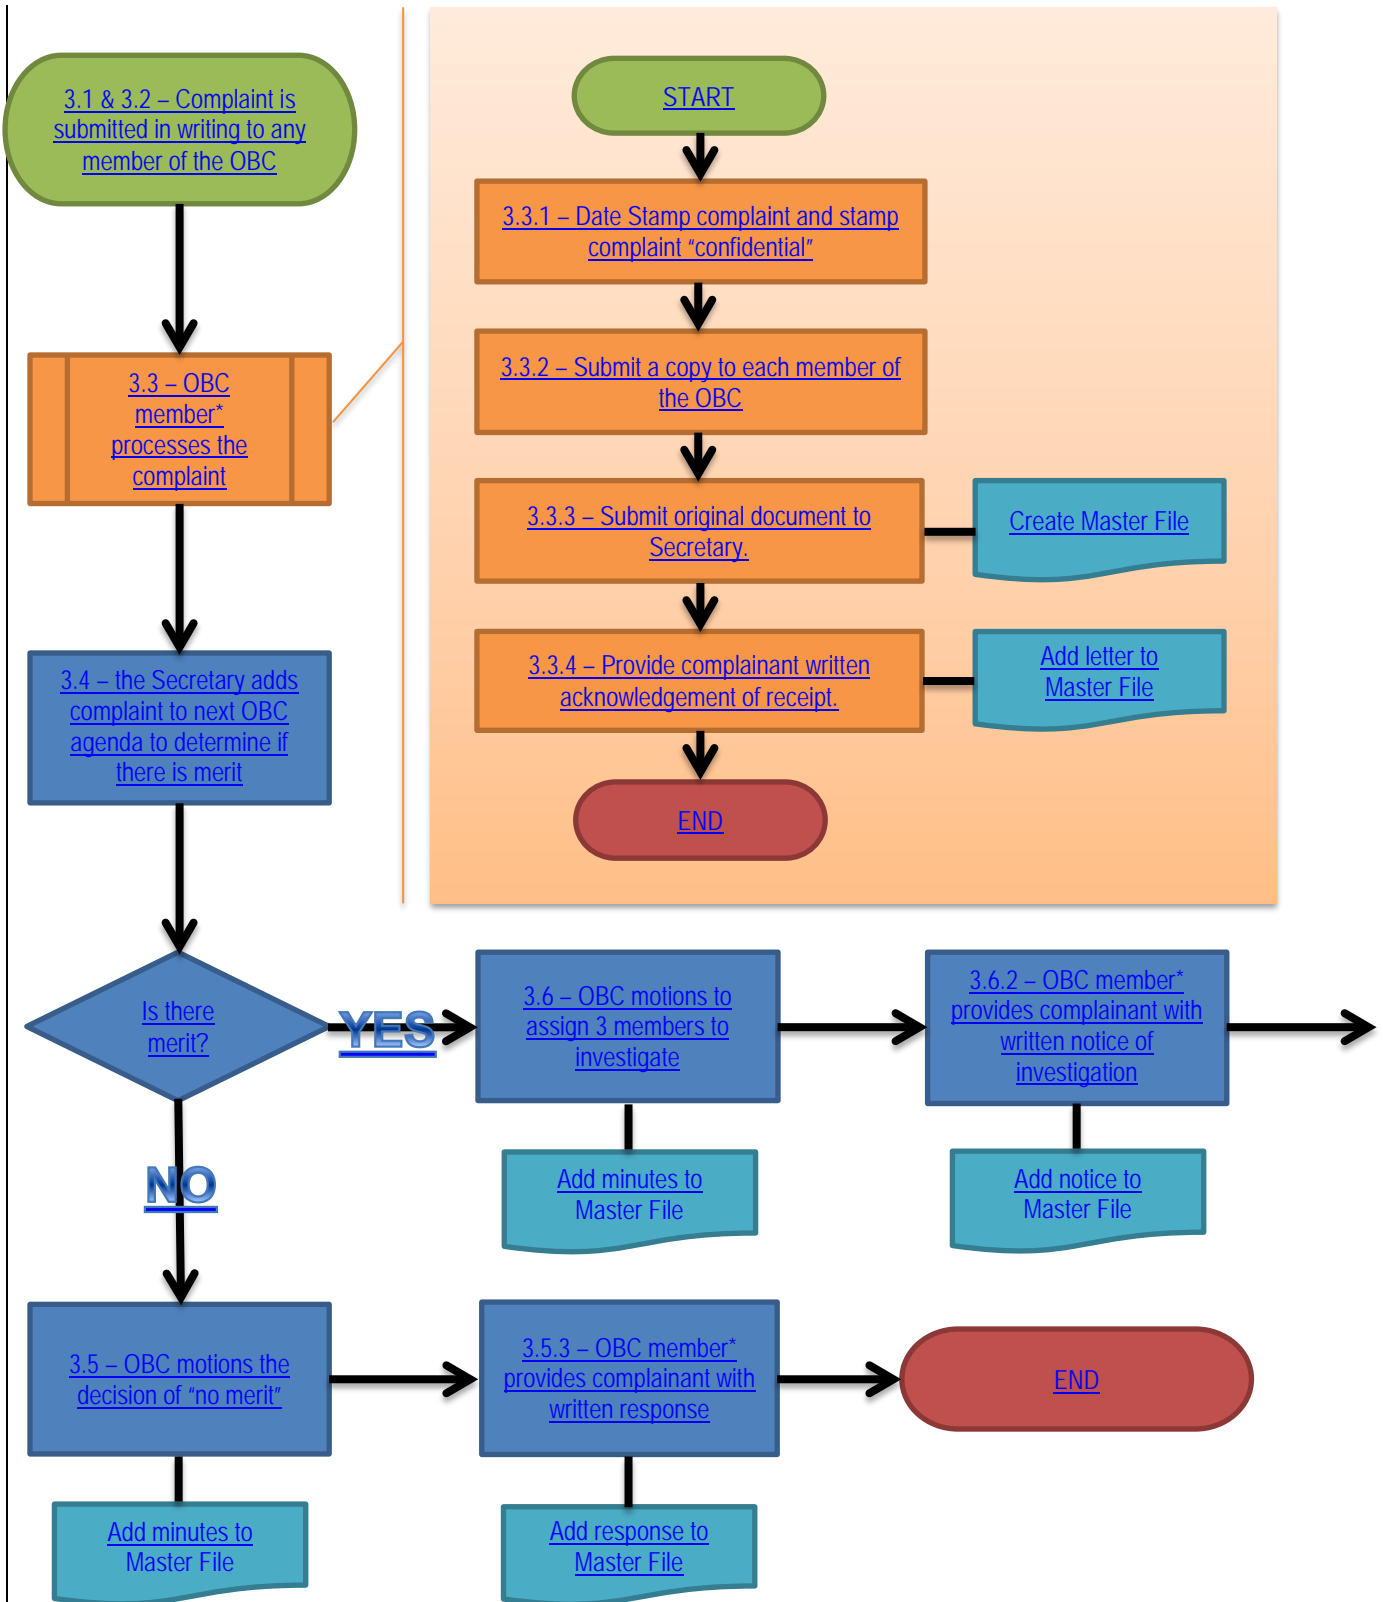 3.1 & 3.2 – Complaint is
submitted in writing to any
member of the OBC
3.3 – OBC
member*
processes the
complaint
3.4 – the Secretary adds
complaint to next OBC
agenda to determine if
there is merit
START
3.3.1 – Date Stamp complaint and stamp
complaint “confidential”
3.3.2 – Submit a copy to each member of
the OBC
3.3.3 – Submit original document to
Secretary.
Create Master File
3.3.4 – Provide complainant written
acknowledgement of receipt.
Add letter to
Master File
END
Is there
merit?
YES
3.6 – OBC motions to
assign 3 members to
investigate
Add minutes to
Master File
3.6.2 – OBC member*
provides complainant with
written notice of
investigation
Add notice to
Master File
NO
3.5 – OBC motions the
decision of “no merit”
Add minutes to
Master File
3.5.3 – OBC member*
provides complainant with
written response
Add response to
Master File
END